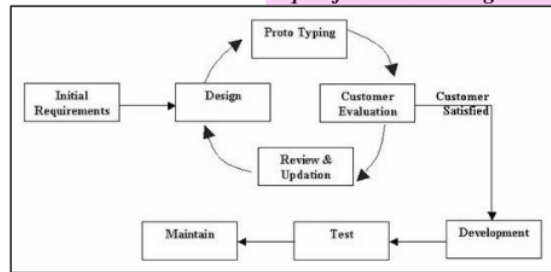 Proto Typing
Initial
Requirements
Design
Customer
Evaluation
Customer
Satisfied
Review &
Updation
Maintain
Test
Development